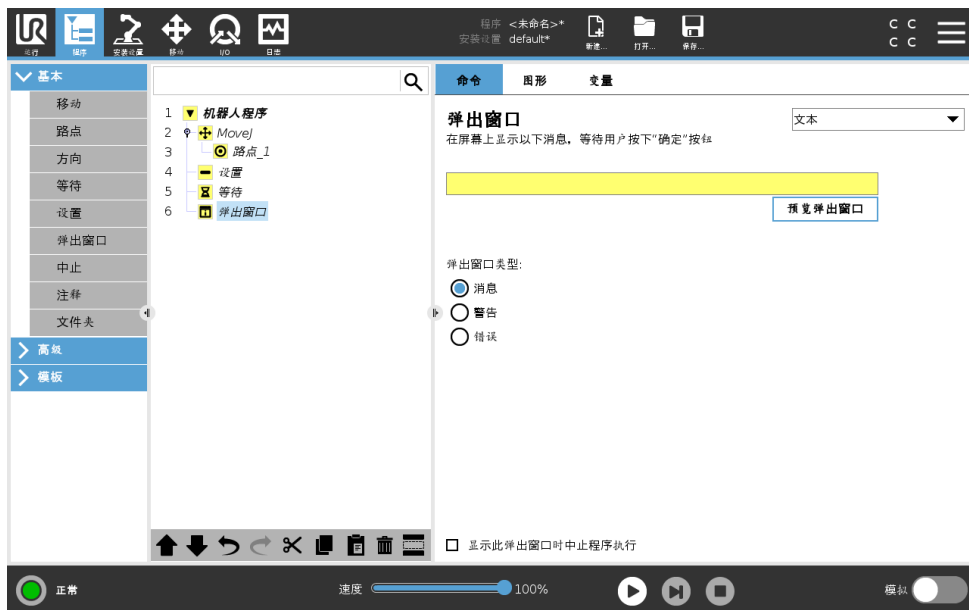 程序 <未命名>*
安装设置 default*
运行
程序
安装设置
移动
I/O
日志
新建...
打开...
保存...
C C
C C
基本
移动
路点
方向
等待
设置
弹出窗口
中止
注释
文件夹
高级
模板
1 机器人程序
2 MoveJ
3 路点_1
4 设置
5 等待
6 弹出窗口
命令 图形 变量
弹出窗口
文本
在屏幕上显示以下消息，等待用户按下"确定"按钮
预览弹出窗口
弹出窗口类型:
消息
警告
错误
显示此弹出窗口时中止程序执行
正常
速度 100%
模拟